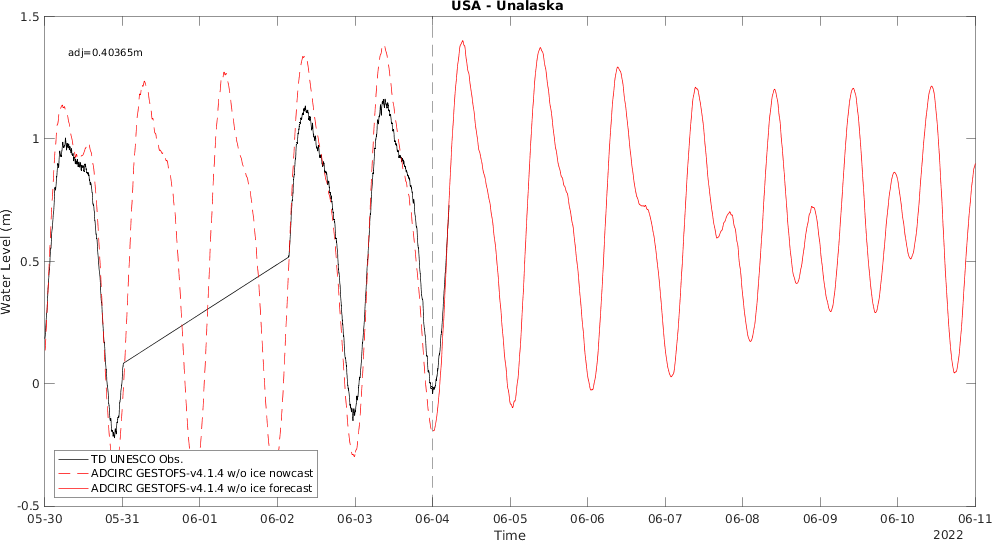 USA - Unalaska
1.5
adj=0.40365m
1
0.5
0
-0.5
Water Level (m)
TD UNESCO Obs.
ADCIRC GESTOFS-v4.1.4 w/o ice nowcast
ADCIRC GESTOFS-v4.1.4 w/o ice forecast
05-30 05-31 06-01 06-02 06-03 06-04 06-05 06-06 06-07 06-08 06-09 06-10 06-11
Time
2022